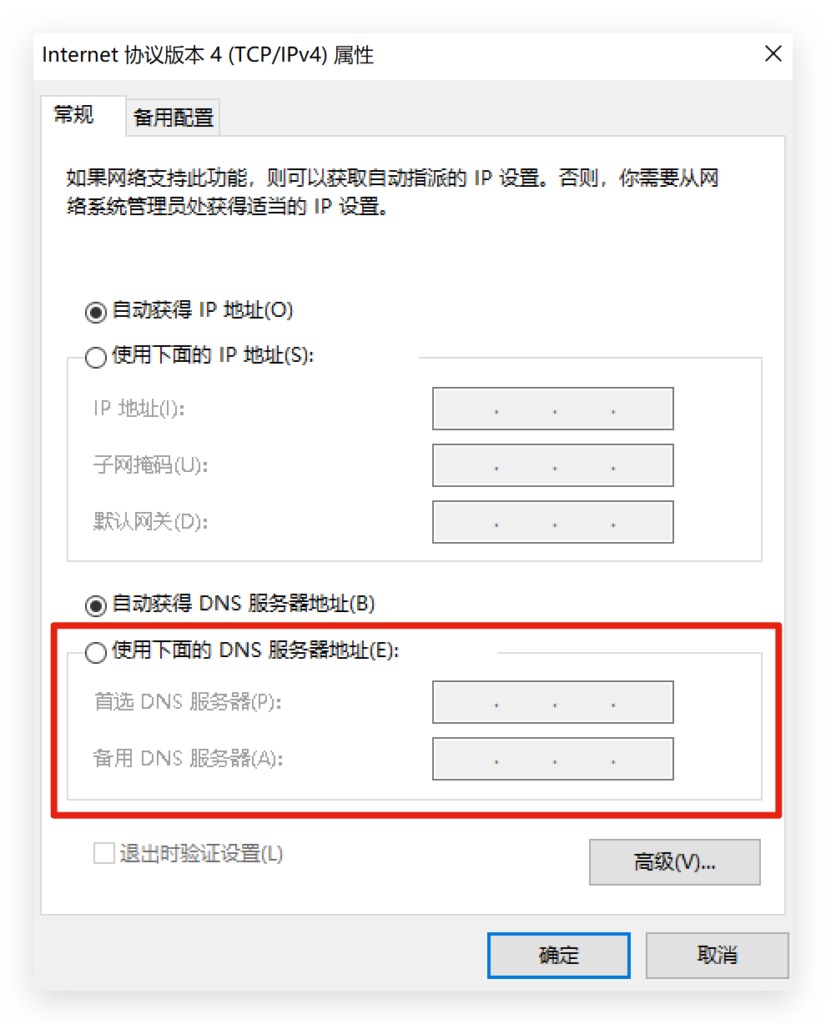 Internet 协议版本 4 (TCP/IPv4) 属性
常规
备用配置
如果网络支持此功能，则可以获取自动指派的 IP 设置。否则，你需要从网
络系统管理员处获得适当的 IP 设置。
自动获得 IP 地址(O)
使用下面的 IP 地址(S):
IP 地址(I):
子网掩码(U):
默认网关(D):
自动获得 DNS 服务器地址(B)
使用下面的 DNS 服务器地址(E):
首选 DNS 服务器(P):
备用 DNS 服务器(A):
退出时验证设置(L)
高级(V)...
确定
取消